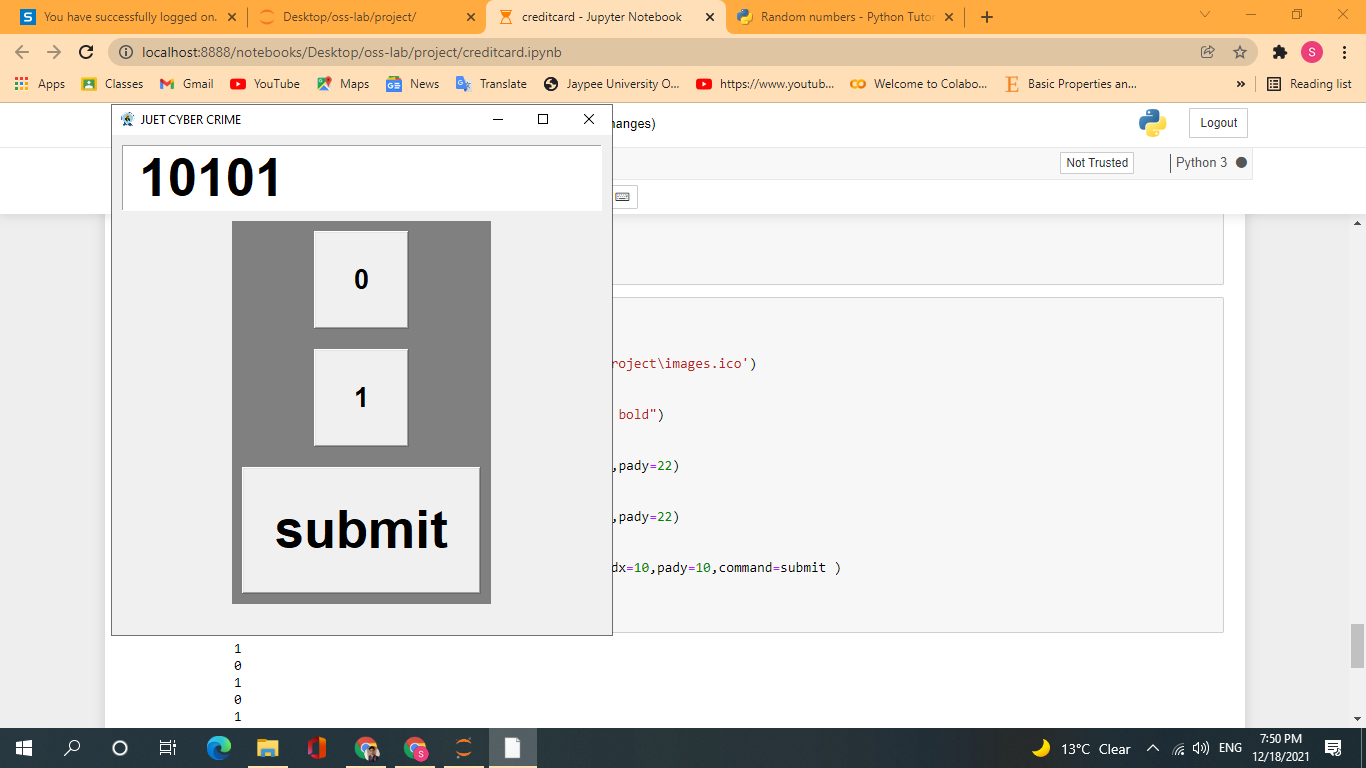 You have successfully logged on.
Desktop/oss-lab/project/
creditcard - Jupyter Notebook
Random numbers - Python Tutor
localhost:8888/notebooks/Desktop/oss-lab/project/creditcard.ipynb
S
Apps
Classes
Gmail
YouTube
Maps
News
Translate
Jaypee University O...
https://www.youtub...
Welcome to Colabo...
Basic Properties an...
»
Reading list
JUET CYBER CRIME
hanges)
Logout
Not Trusted
Python 3
10101
0
1
submit
roject\images.ico')
bold")
,pady=22)
,pady=22)
dx=10,pady=10,command=submit )
1
0
1
0
1
13°C Clear
ENG
7:50 PM
12/18/2021